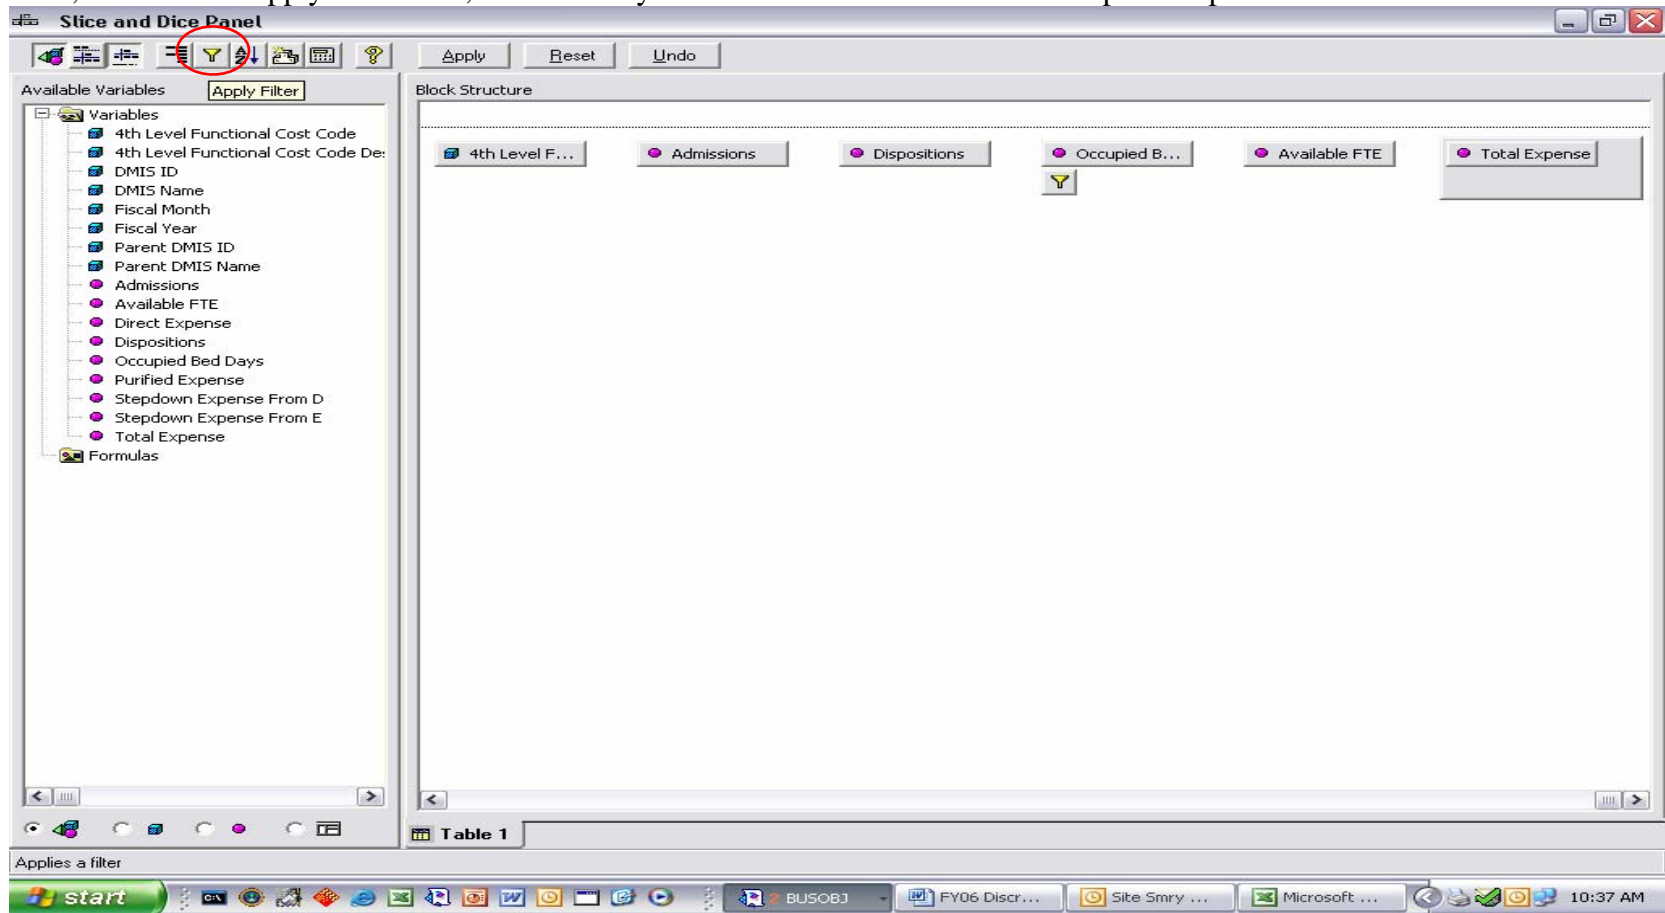 Slice and Dice Panel
Apply Reset Undo
Available Variables
Apply Filter
Block Structure
Variables
4th Level Functional Cost Code
4th Level Functional Cost Code De
DMIS ID
DMIS Name
Fiscal Month
Fiscal Year
Parent DMIS ID
Parent DMIS Name
Admissions
Available FTE
Direct Expense
Dispositions
Occupied Bed Days
Purified Expense
Stepdown Expense From D
Stepdown Expense From E
Total Expense
Formulas
4th Level F... Admissions Dispositions Occupied B... Available FTE Total Expense
Table 1
Applies a filter
start 2 BUSOBJ FY06 Discr... Site Smry ... Microsoft ... 10:37 AM